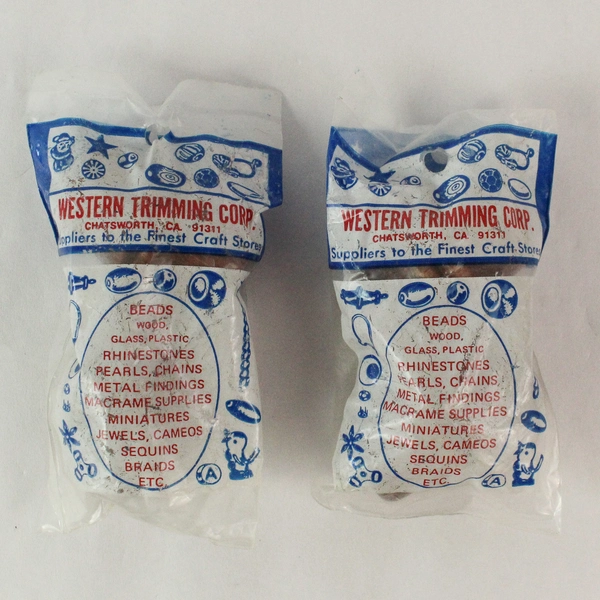 WESTERN TRIMMING CORP.
CHATSWORTH, CA. 91311
Suppliers to the Finest Craft Stores
BEADS
WOOD,
GLASS, PLASTIC
RHINESTONES
PEARLS, CHAINS
METAL FINDINGS
MACRAME SUPPLIES
MINIATURES
JEWELS, CAMEOS
SEQUINS
BRAIDS
ETC.
A
WESTERN TRIMMING CORP.
CHATSWORTH, CA 91311
Suppliers to the Finest Craft Stores
BEADS
WOOD,
GLASS, PLASTIC
RHINESTONES
PEARLS, CHAINS
METAL FINDINGS
MACRAME SUPPLIES
MINIATURES
JEWELS, CAMEOS
SEQUINS
BRAIDS
ETC.
A